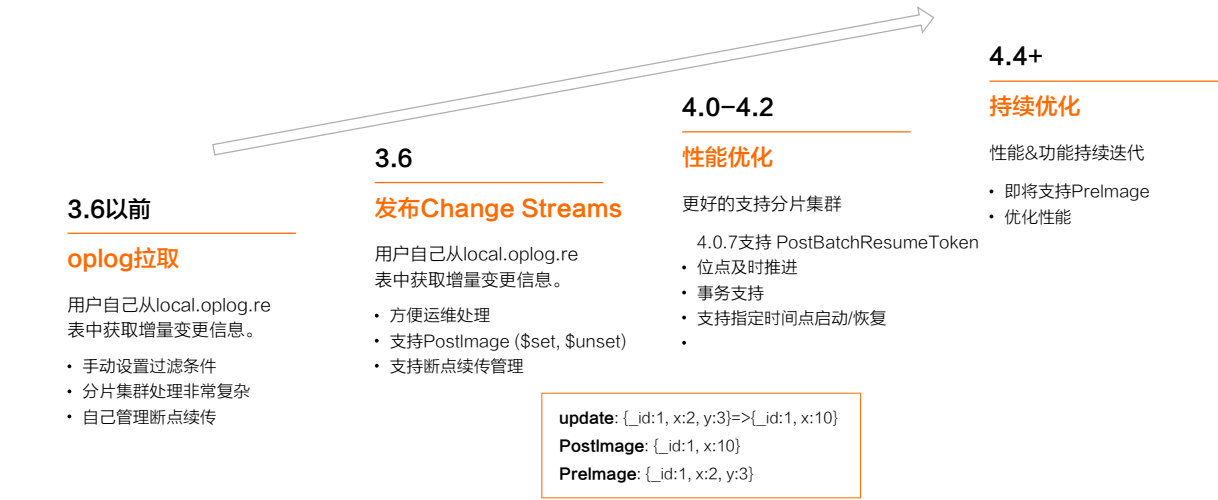 3.6以前
oplog拉取
用户自己从local.oplog.re
表中获取增量变更信息。
• 手动设置过滤条件
• 分片集群处理非常复杂
• 自己管理断点续传
3.6
发布Change Streams
用户自己从local.oplog.re
表中获取增量变更信息。
• 方便运维处理
• 支持PostImage ($set, $unset)
• 支持断点续传管理
4.0-4.2
性能优化
更好的支持分片集群
4.0.7支持 PostBatchResumeToken
• 位点及时推进
• 事务支持
• 支持指定时间点启动/恢复
•
4.4+
持续优化
性能&功能持续迭代
• 即将支持PreImage
• 优化性能
update: {_id:1, x:2, y:3}=>{_id:1, x:10}
PostImage: {_id:1, x:10}
PreImage: {_id:1, x:2, y:3}